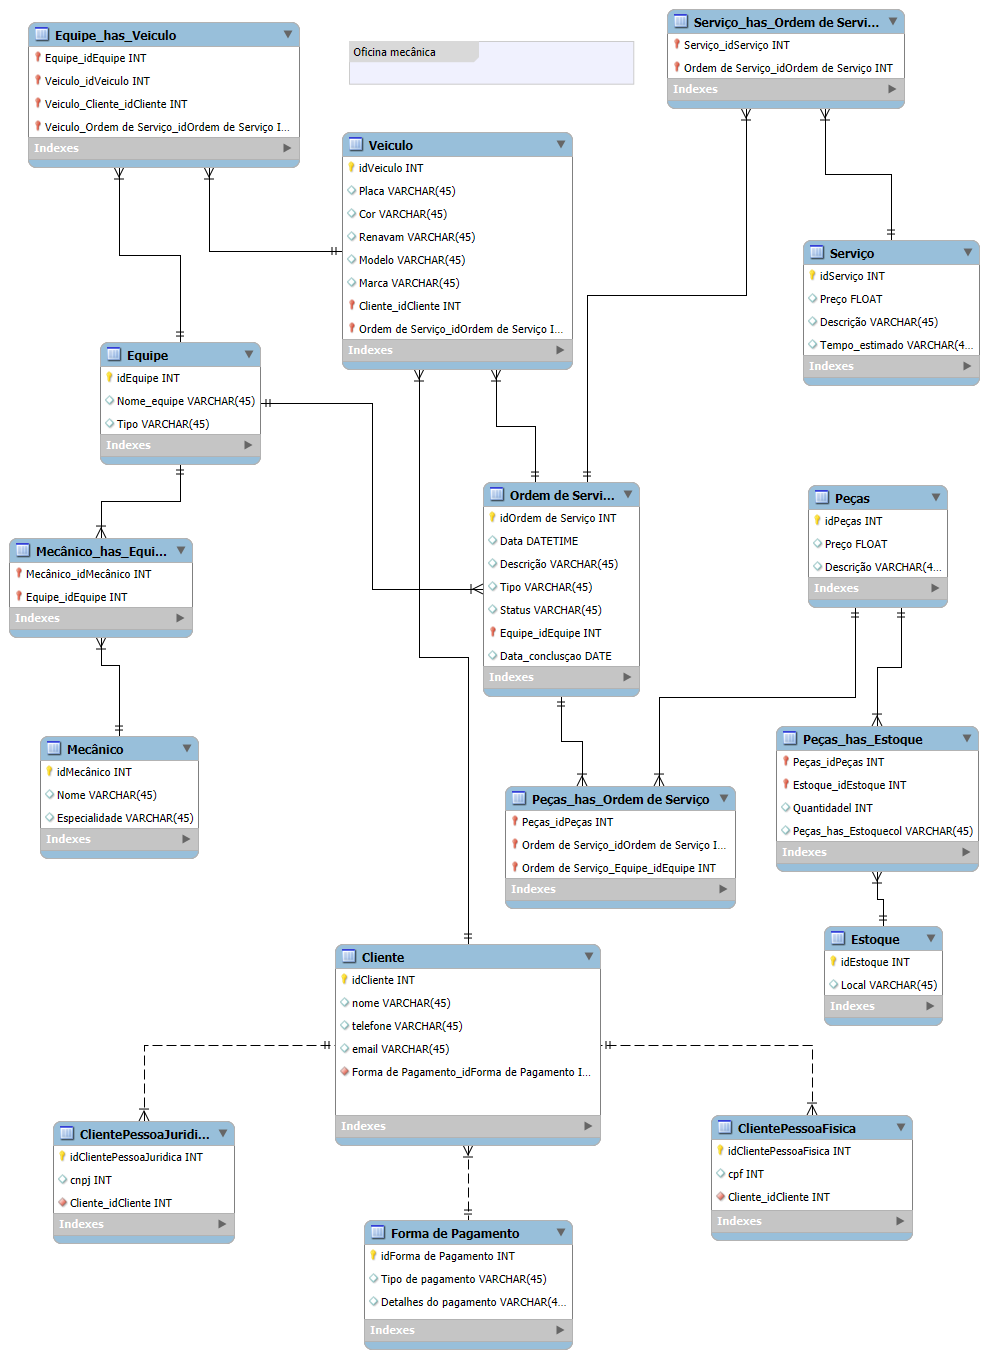 Equipe_has_Veiculo
Equipe_idEquipe INT
Veiculo_idVeiculo INT
Veiculo_Cliente_idCliente INT
Veiculo_Ordem de Serviço_idOrdem de Serviço I...
Indexes
Oficina mecânica
Serviço_has_Ordem de Servi...
Serviço_idServiço INT
Ordem de Serviço_idOrdem de Serviço INT
Indexes
Veiculo
idVeiculo INT
Placa VARCHAR(45)
Cor VARCHAR(45)
Renavam VARCHAR(45)
Modelo VARCHAR(45)
Marca VARCHAR(45)
Cliente_idCliente INT
Ordem de Serviço_idOrdem de Serviço I...
Indexes
Serviço
idServiço INT
Preço FLOAT
Descrição VARCHAR(45)
Tempo_estimado VARCHAR(4...
Indexes
Equipe
idEquipe INT
Nome_equipe VARCHAR(45)
Tipo VARCHAR(45)
Indexes
Ordem de Servi...
idOrdem de Serviço INT
Data DATETIME
Descrição VARCHAR(45)
Tipo VARCHAR(45)
Status VARCHAR(45)
Equipe_idEquipe INT
Data_conclusçao DATE
Indexes
Peças
idPeças INT
Preço FLOAT
Descrição VARCHAR(4...
Indexes
Mecânico_has_Equi...
Mecânico_idMecânico INT
Equipe_idEquipe INT
Indexes
Mecânico
idMecânico INT
Nome VARCHAR(45)
Especialidade VARCHAR(45)
Indexes
Peças_has_Estoque
Peças_idPeças INT
Estoque_idEstoque INT
Quantidadel INT
Peças_has_Estoquecol VARCHAR(45)
Indexes
Peças_has_Ordem de Serviço
Peças_idPeças INT
Ordem de Serviço_idOrdem de Serviço I...
Ordem de Serviço_Equipe_idEquipe INT
Indexes
Estoque
idEstoque INT
Local VARCHAR(45)
Indexes
Cliente
idCliente INT
nome VARCHAR(45)
telefone VARCHAR(45)
email VARCHAR(45)
Forma de Pagamento_idForma de Pagamento I...
Indexes
ClientePessoaJuridi...
idClientePessoaJuridica INT
cnpj INT
Cliente_idCliente INT
Indexes
ClientePessoaFisica
idClientePessoaFisica INT
cpf INT
Cliente_idCliente INT
Indexes
Forma de Pagamento
idForma de Pagamento INT
Tipo de pagamento VARCHAR(45)
Detalhes do pagamento VARCHAR(4...
Indexes